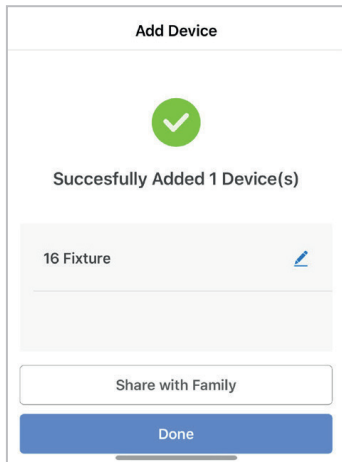 Add Device
Succesfully Added 1 Device(s)
16 Fixture
Share with Family
Done